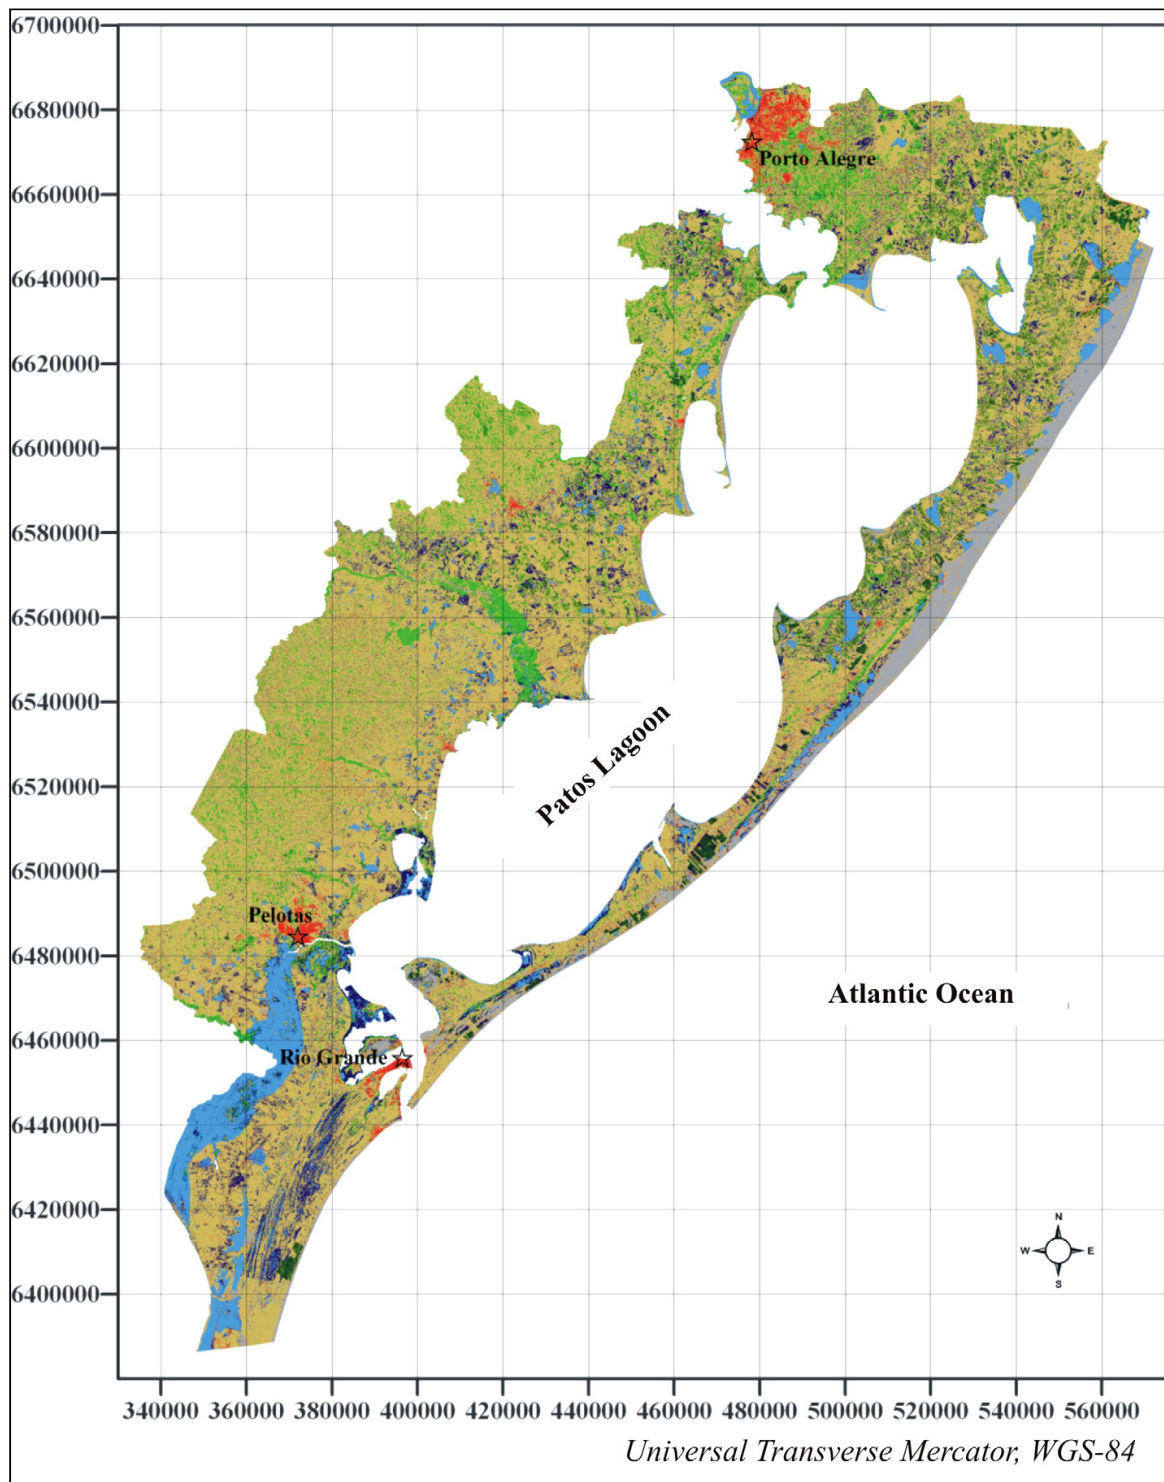 6700000
6680000
Porto Alegre
6660000
6640000
6620000
6600000
6580000
6560000
6540000
Patos Lagoon
6520000
6500000
Pelotas
6480000
Atlantic Ocean
6460000
Rio Grande
6440000
6420000
N
W E
S
6400000
340000 360000 380000 400000 420000 440000 460000 480000 500000 520000 540000 560000
Universal Transverse Mercator, WGS-84